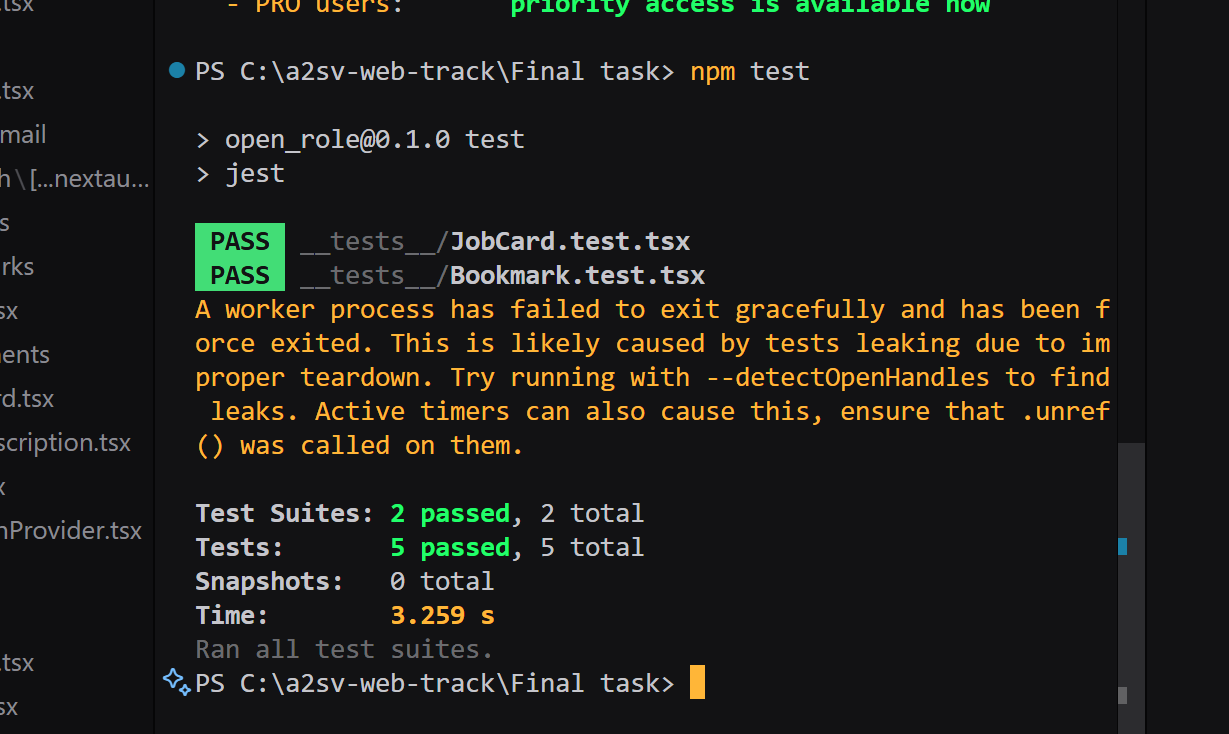 .tsx
- PRO users: priority access is available now
.tsx
PS C:\a2sv-web-track\Final task> npm test
mail
> open_role@0.1.0 test
h\[...nextau...
> jest
s
PASS __tests__/JobCard.test.tsx
rks
PASS __tests__/Bookmark.test.tsx
sx
A worker process has failed to exit gracefully and has been f
orce exited. This is likely caused by tests leaking due to im
ents
proper teardown. Try running with --detectOpenHandles to find
rd.tsx
leaks. Active timers can also cause this, ensure that .unref
scription.tsx
() was called on them.
x
Test Suites: 2 passed, 2 total
nProvider.tsx
Tests: 5 passed, 5 total
Snapshots: 0 total
Time: 3.259 s
Ran all test suites.
.tsx
PS C:\a2sv-web-track\Final task>
sx